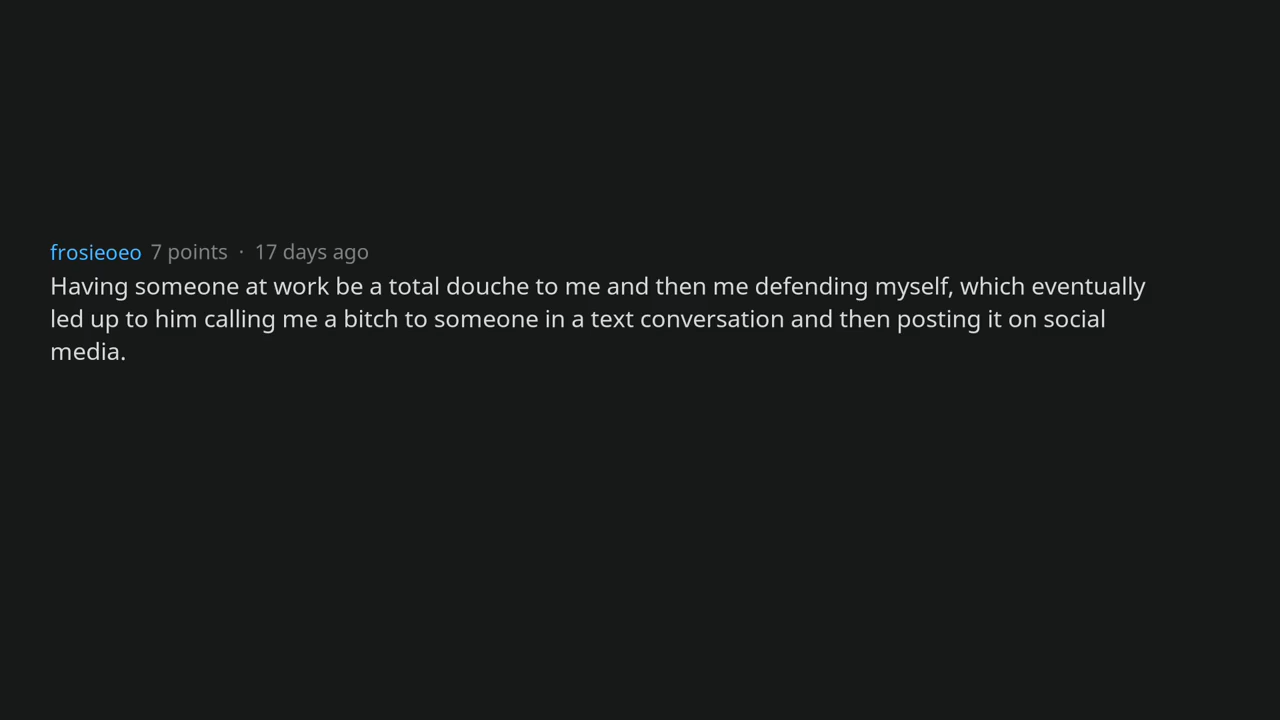 frosieoeo 7 points · 17 days ago
Having someone at work be a total douche to me and then me defending myself, which eventually
led up to him calling me a bitch to someone in a text conversation and then posting it on social
media.